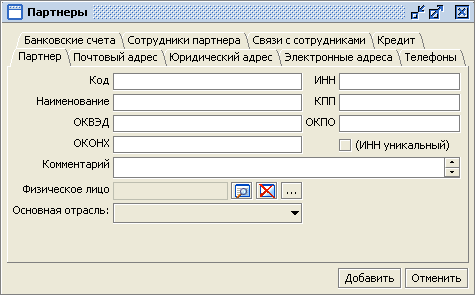 Партнеры
Банковские счета Сотрудники партнера Связи с сотрудниками Кредит
Партнер Почтовый адрес Юридический адрес Электронные адреса Телефоны
Код ИНН
Наименование КПП
ОКВЭД ОКПО
ОКОНХ (ИНН уникальный)
Комментарий
Физическое лицо ...
Основная отрасль:
Добавить Отменить